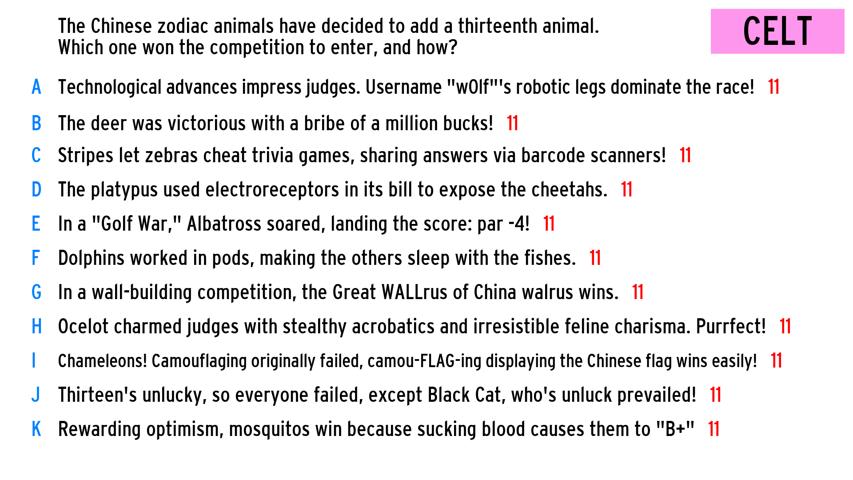 The Chinese zodiac animals have decided to add a thirteenth animal.
CELT
Which one won the competition to enter, and how?
A Technological advances impress judges. Username "w0lf"'s robotic legs dominate the race! 11
B The deer was victorious with a bribe of a million bucks! 11
C Stripes let zebras cheat trivia games, sharing answers via barcode scanners! 11
D The platypus used electroreceptors in its bill to expose the cheetahs. 11
E In a "Golf War," Albatross soared, landing the score: par -4! 11
F Dolphins worked in pods, making the others sleep with the fishes. 11
G In a wall-building competition, the Great WALLrus of China walrus wins. 11
H Ocelot charmed judges with stealthy acrobatics and irresistible feline charisma. Purrfect! 11
I Chameleons! Camouflaging originally failed, camou-FLAG-ing displaying the Chinese flag wins easily! 11
J Thirteen's unlucky, so everyone failed, except Black Cat, who's unluck prevailed! 11
K Rewarding optimism, mosquitos win because sucking blood causes them to "B+" 11